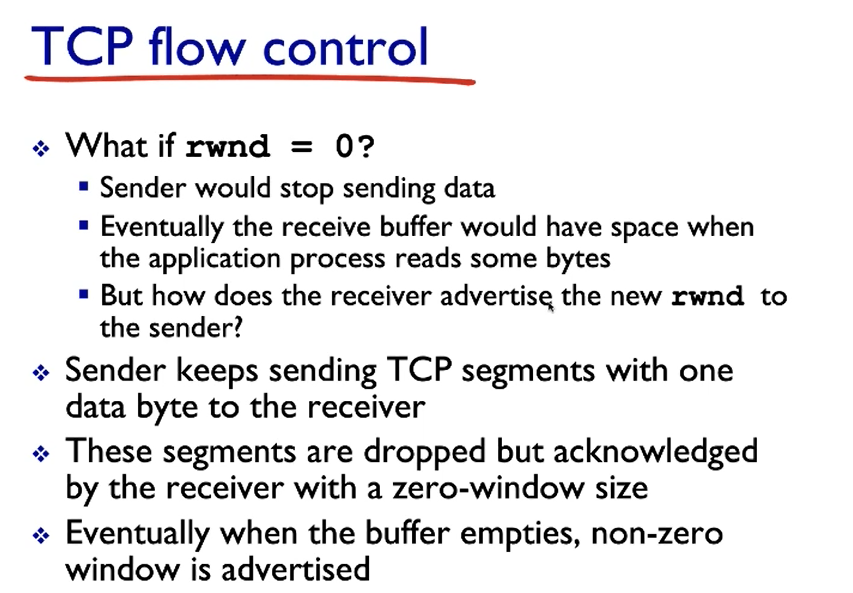 TCP flow control
What if rwnd = 0?
Sender would stop sending data
Eventually the receive buffer would have space when
the application process reads some bytes
But how does the receiver advertise the new rwnd to
the sender?
Sender keeps sending TCP segments with one
data byte to the receiver
These segments are dropped but acknowledged
by the receiver with a zero-window size
Eventually when the buffer empties, non-zero
window is advertised